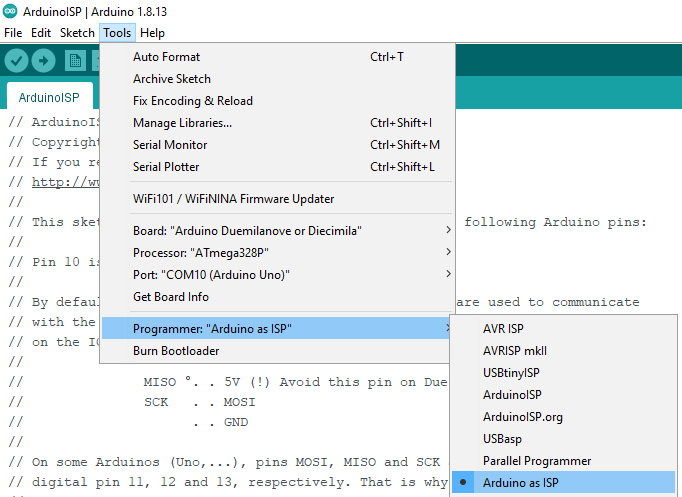 ArduinoISP | Arduino 1.8.13
File Edit Sketch Tools Help
ArduinoISP
Auto Format Ctrl+T
Archive Sketch
Fix Encoding & Reload
Manage Libraries... Ctrl+Shift+I
Serial Monitor Ctrl+Shift+M
Serial Plotter Ctrl+Shift+L
WiFi101 / WiFiNINA Firmware Updater
Board: "Arduino Duemilanove or Diecimila"
Processor: "ATmega328P"
Port: "COM10 (Arduino Uno)"
Get Board Info
Programmer: "Arduino as ISP"
Burn Bootloader
AVR ISP
AVRISP mkII
USBtinyISP
ArduinoISP
ArduinoISP.org
USBasp
Parallel Programmer
Arduino as ISP
// ArduinoIS
// Copyright
// If you re
// http://ww
//
// This sket following Arduino pins:
//
// Pin 10 is
//
// By defaul are used to communicate
// with the
// on the IC
//
// MISO °. . 5V (!) Avoid this pin on Due
// SCK . . MOSI
// . . GND
//
// On some Arduinos (Uno,...), pins MOSI, MISO and SCK
// digital pin 11, 12 and 13, respectively. That is why